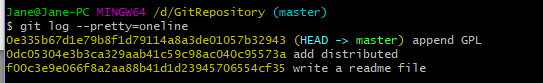 Jane@Jane-PC MINGW64 /d/GitRepository (master)
$ git log --pretty=oneline
0e335b67d1e79b8f1d79114a8a3de01057b32943 (HEAD -> master) append GPL
0dc05304e3b3ca329aab41c59c98ac040c95573a add distributed
f00c3e9e066f8a2aa88b41d1d23945706554cf35 write a readme file